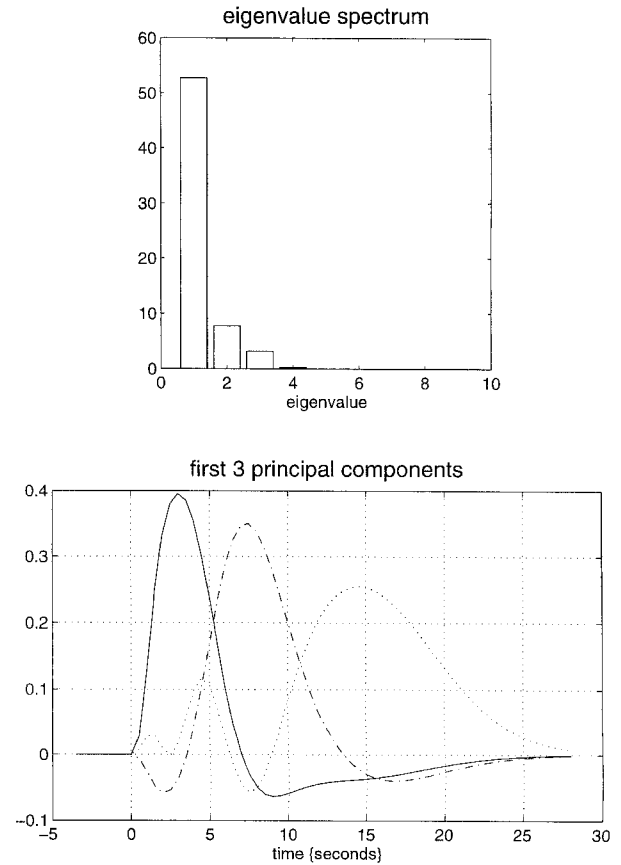 eigenvalue spectrum
60
50
40
30
20
10
0
0 2 4 6 8 10
eigenvalue
first 3 principal components
0.4
0.3
0.2
0.1
0
−0.1
−5 0 5 10 15 20 25 30
time {seconds}